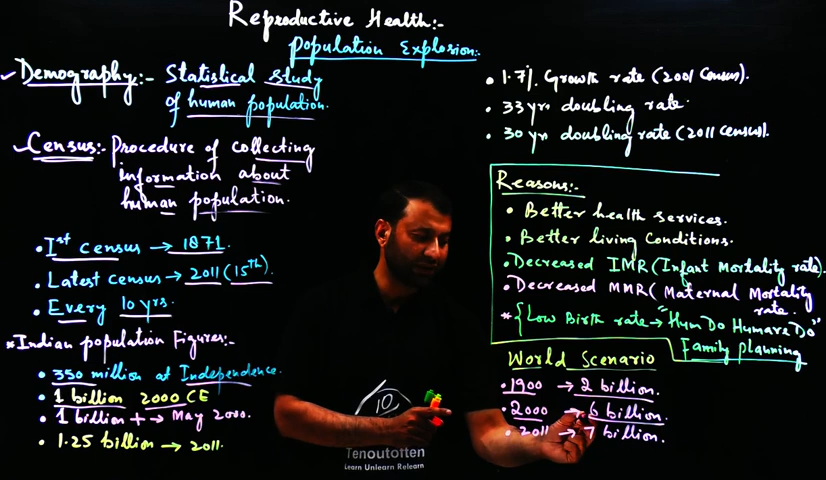 Reproductive Health:-
Population Explosion:-
✓ Demography:- Statistical study
of human population.
✓ Census:- Procedure of collecting
information about
human population.
• Ist census → 1871.
• Latest census → 2011 (15th).
• Every 10 yrs.
* Indian population Figures:-
• 350 million at Independence.
• 1 billion 2000 CE
• 1 billion + → May 2000.
• 1.25 billion → 2011.
• 1.7%. Growth rate (2001 Census).
• 33 yrs doubling rate.
• 30 yr doubling rate (2011 Census).
Reasons:-
• Better health services.
• Better living Conditions.
• Decreased IMR (Infant Mortality rate).
• Decreased MMR (Maternal Mortality
rate.
* { Low Birth rate → "Hum Do Humare Do"
Family planning
World Scenario
• 1900 → 2 billion.
• 2000 → 6 billion.
• 2011 → 7 billion.
10
Tenoutoften
Learn Unlearn Relearn